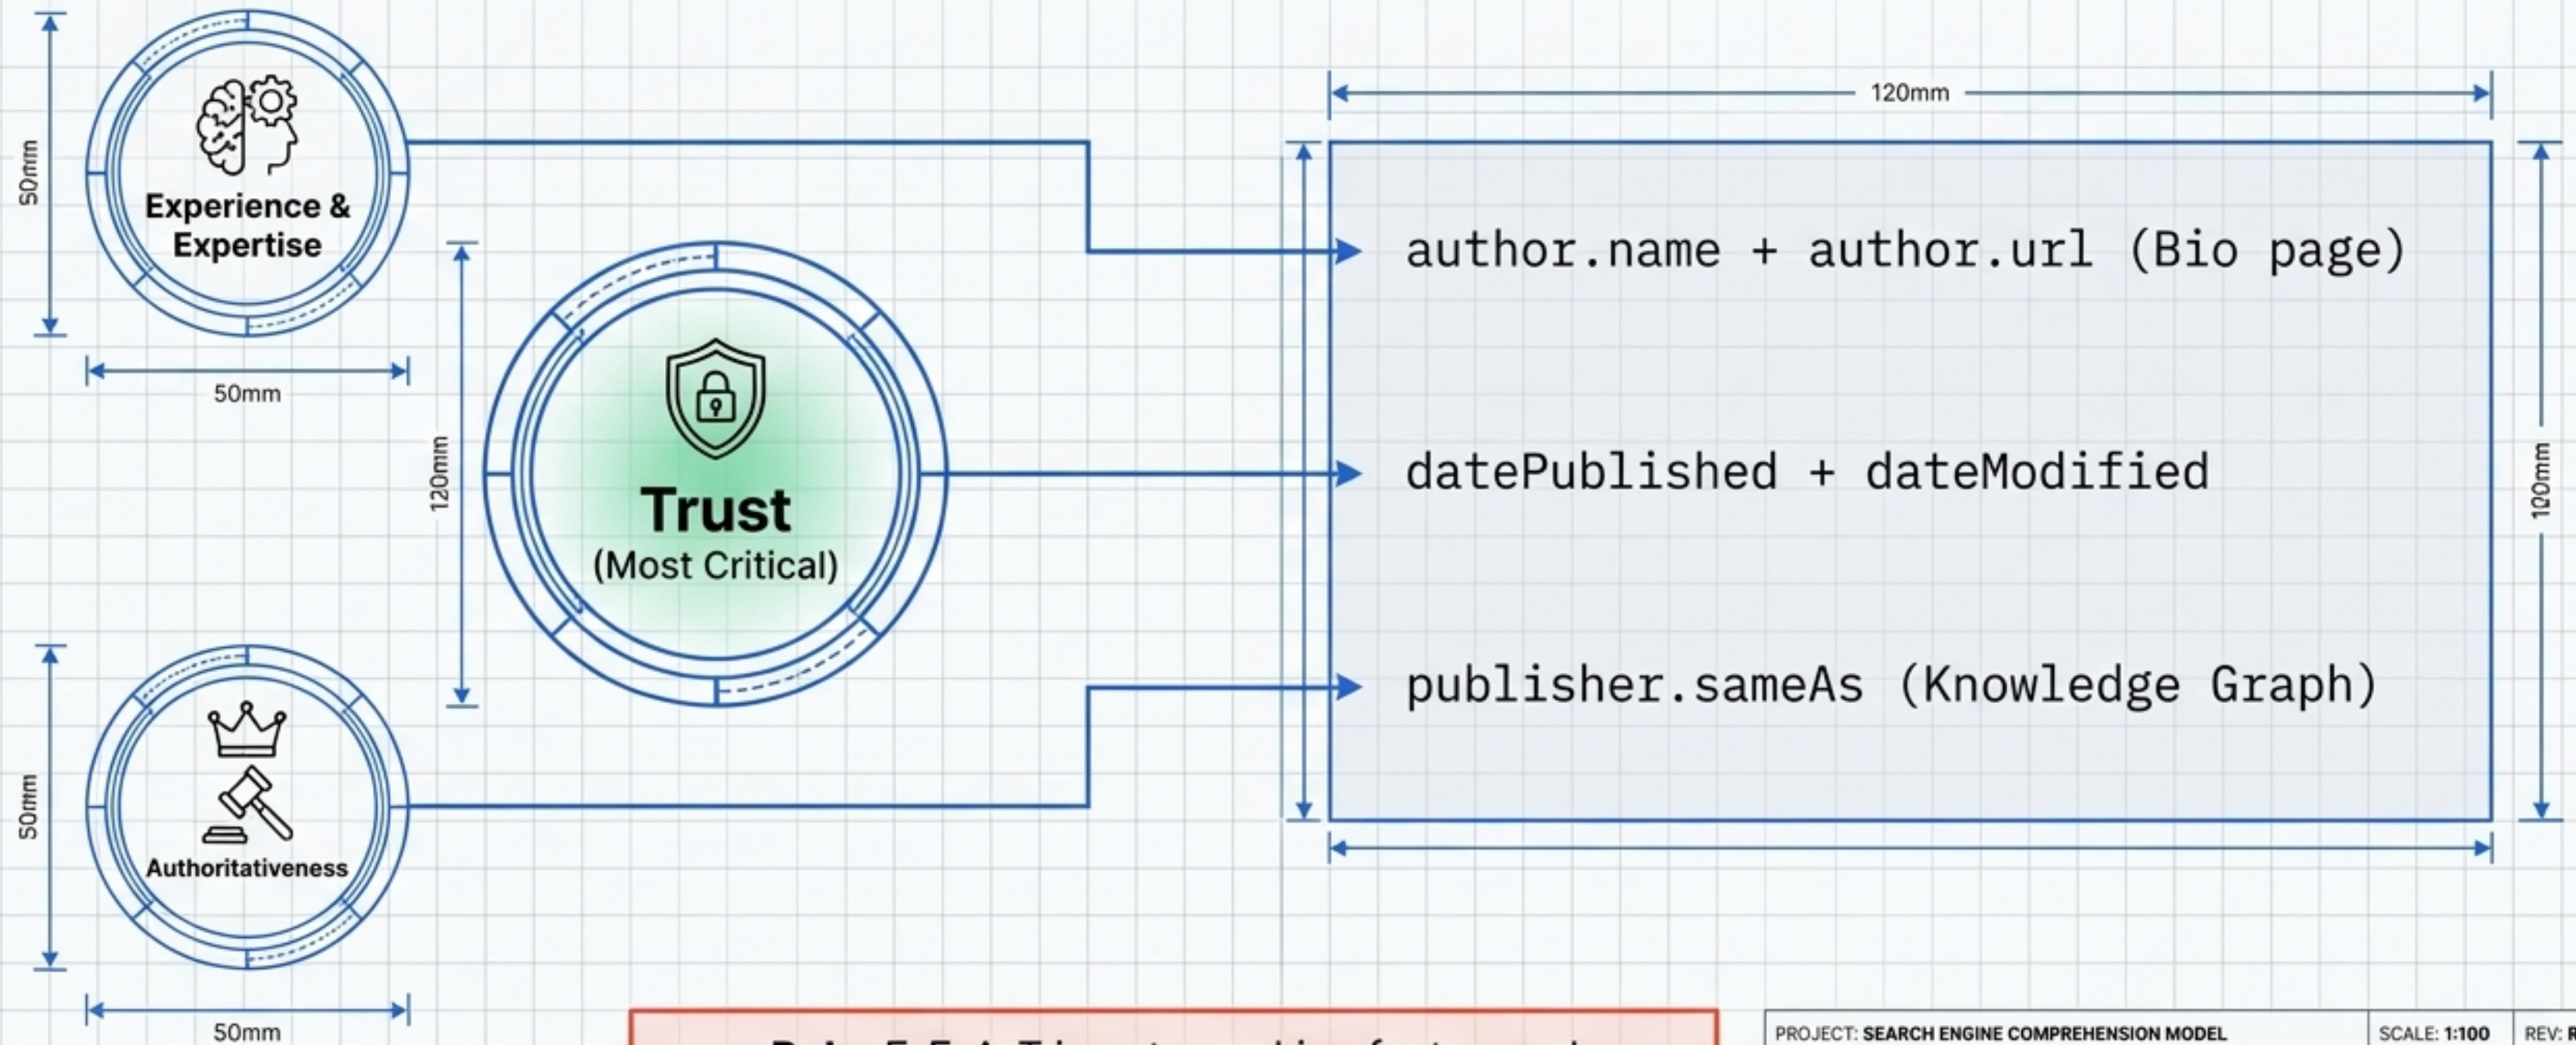 50mm
Experience &
Expertise
50mm
120mm
Trust
(Most Critical)
50mm
Authoritativeness
50mm
120mm
author.name + author.url (Bio page)
datePublished + dateModified
publisher.sameAs (Knowledge Graph)
PROJECT: SEARCH ENGINE COMPREHENSION MODEL
SCALE: 1:100
REV: